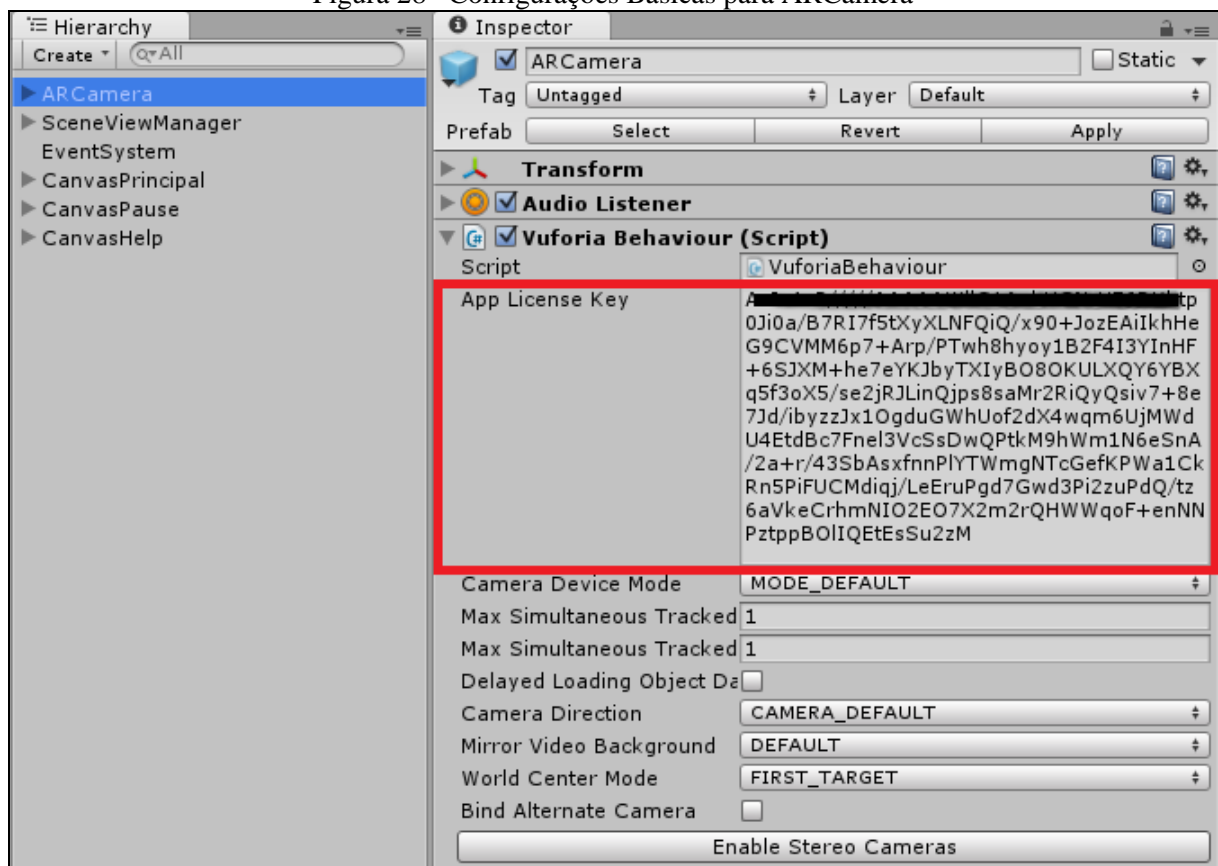 Configurações Básicas para ARCamera
Hierarchy
Create All
ARCamera
SceneViewManager
EventSystem
CanvasPrincipal
CanvasPause
CanvasHelp
Inspector
ARCamera Static
Tag Untagged Layer Default
Prefab Select Revert Apply
Transform
Audio Listener
Vuforia Behaviour (Script)
Script VuforiaBehaviour
App License Key
0Ji0a/B7RI7f5tXyXLNFQiQ/x90+JozEAiIkhHe
G9CVMM6p7+Arp/PTwh8hyoy1B2F4I3YInHF
+6SJXM+he7eYKJbyTXIyBO8OKULXQY6YBX
q5f3oX5/se2jRJLinQjps8saMr2RiQyQsiv7+8e
7Jd/ibyzzJx1OgduGWhUof2dX4wqm6UjMWd
U4EtdBc7Fnel3VcSsDwQPtkM9hWm1N6eSnA
/2a+r/43SbAsxfnnPlYTWmgNTcGefKPWa1Ck
Rn5PiFUCMdiqj/LeEruPgd7Gwd3Pi2zuPdQ/tz
6aVkeCrhmNIO2EO7X2m2rQHWWqoF+enNN
PztppBOlIQEtEsSu2zM
Camera Device Mode MODE_DEFAULT
Max Simultaneous Tracked 1
Max Simultaneous Tracked 1
Delayed Loading Object Da
Camera Direction CAMERA_DEFAULT
Mirror Video Background DEFAULT
World Center Mode FIRST_TARGET
Bind Alternate Camera
Enable Stereo Cameras